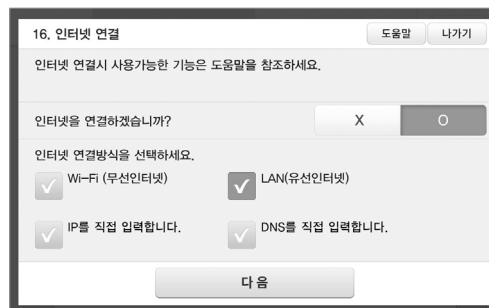 16. 인터넷 연결
도움말
나가기
인터넷 연결시 사용가능한 기능은 도움말을 참조하세요.
인터넷을 연결하겠습니까?
X
O
인터넷 연결방식을 선택하세요.
Wi-Fi (무선인터넷)
LAN(유선인터넷)
IP를 직접 입력합니다.
DNS를 직접 입력합니다.
다음